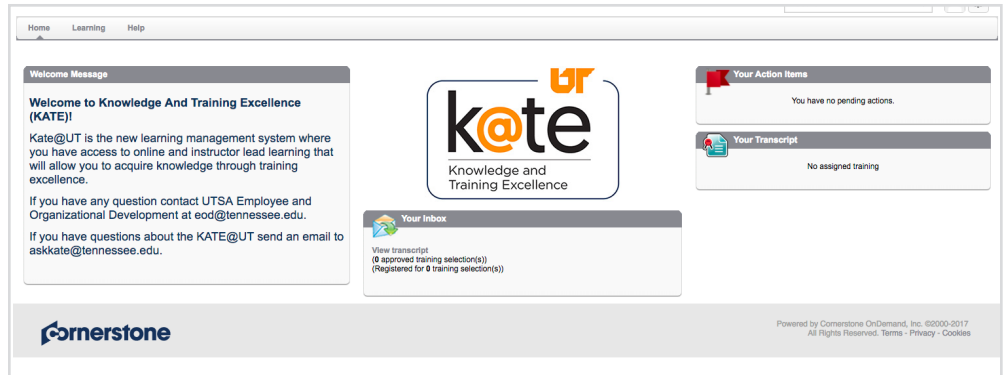 Home Learning Help
Welcome Message
Welcome to Knowledge And Training Excellence
(KATE)!
Kate@UT is the new learning management system where
you have access to online and instructor lead learning that
will allow you to acquire knowledge through training
excellence.
If you have any question contact UTSA Employee and
Organizational Development at eod@tennessee.edu.
If you have questions about the KATE@UT send an email to
askkate@tennessee.edu.
UT
k@te
Knowledge and
Training Excellence
Your Inbox
View transcript
(0 approved training selection(s))
(Registered for 0 training selection(s))
Your Action Items
You have no pending actions.
Your Transcript
No assigned training
cornerstone
Powered by Cornerstone OnDemand, Inc. ©2000-2017
All Rights Reserved. Terms - Privacy - Cookies